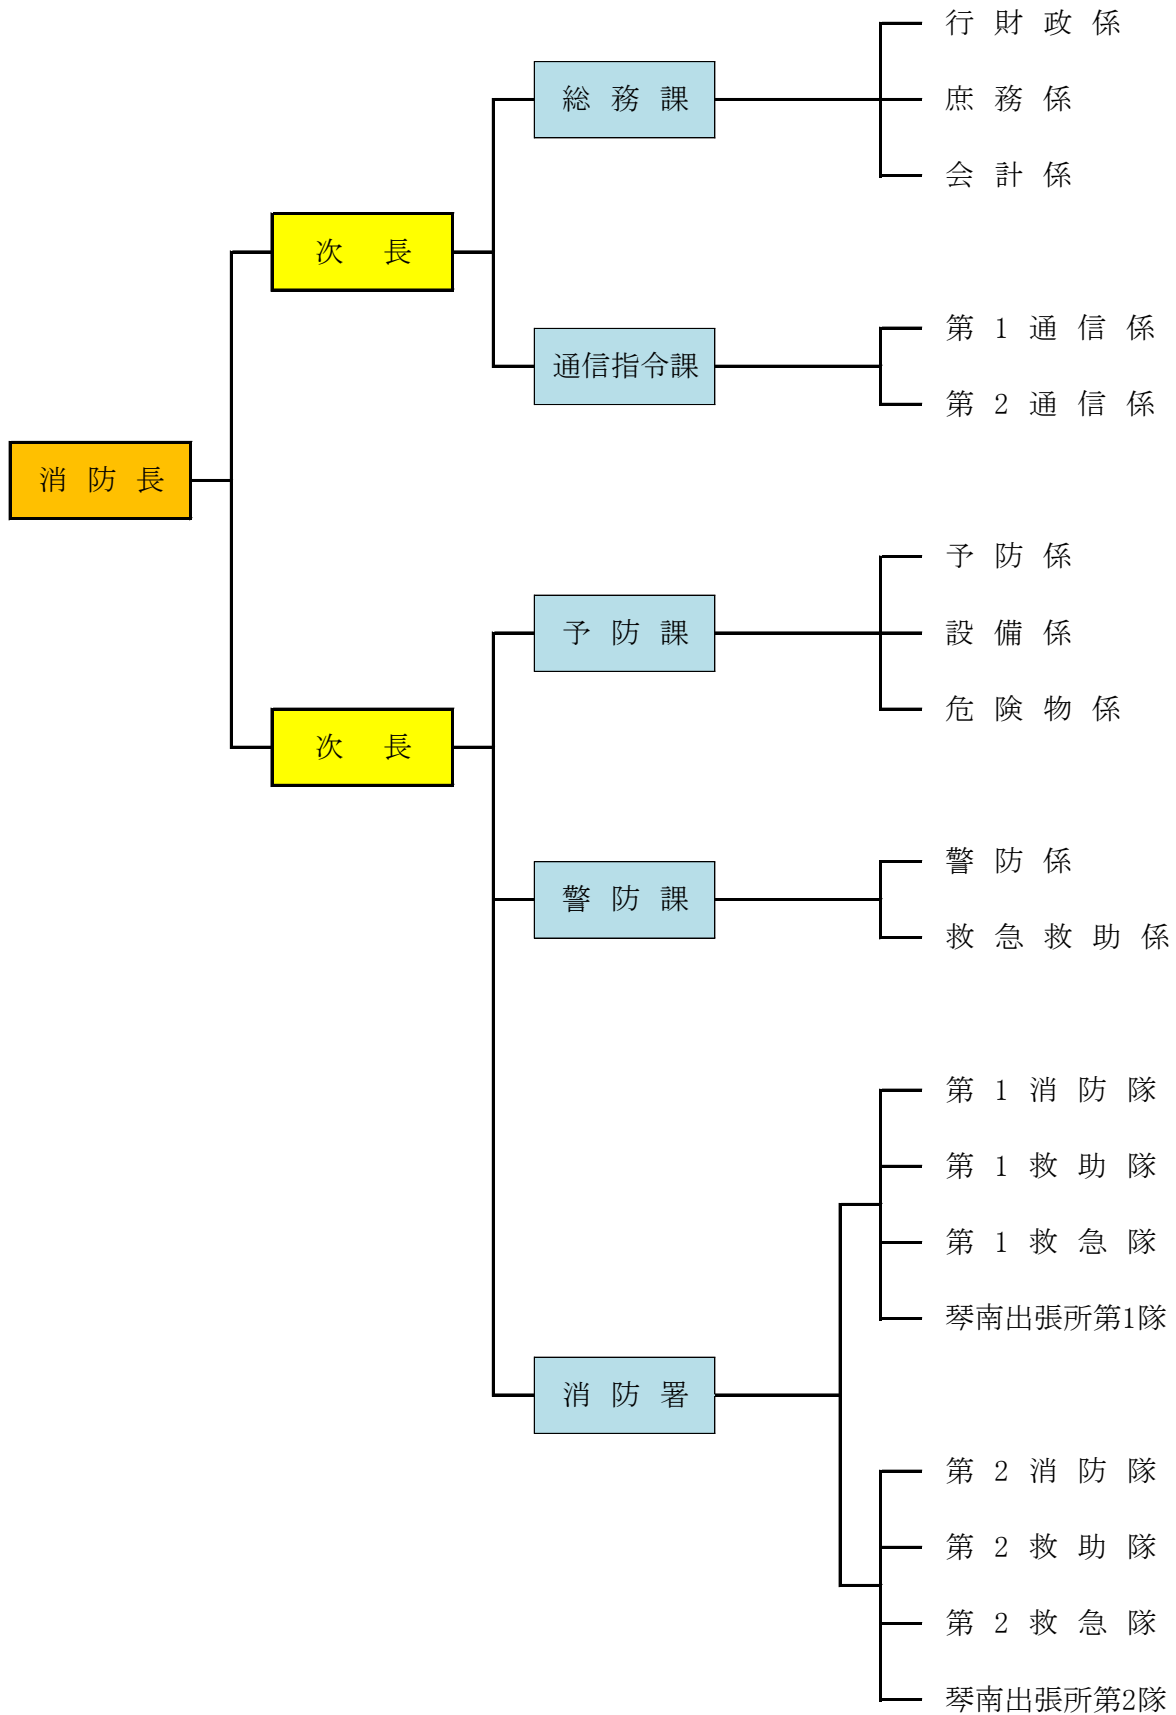 消防長
次長
総務課
行財政係
庶務係
会計係
通信指令課
第1通信係
第2通信係
次長
予防課
予防係
設備係
危険物係
警防課
警防係
救急救助係
消防署
第1消防隊
第1救助隊
第1救急隊
琴南出張所第1隊
第2消防隊
第2救助隊
第2救急隊
琴南出張所第2隊